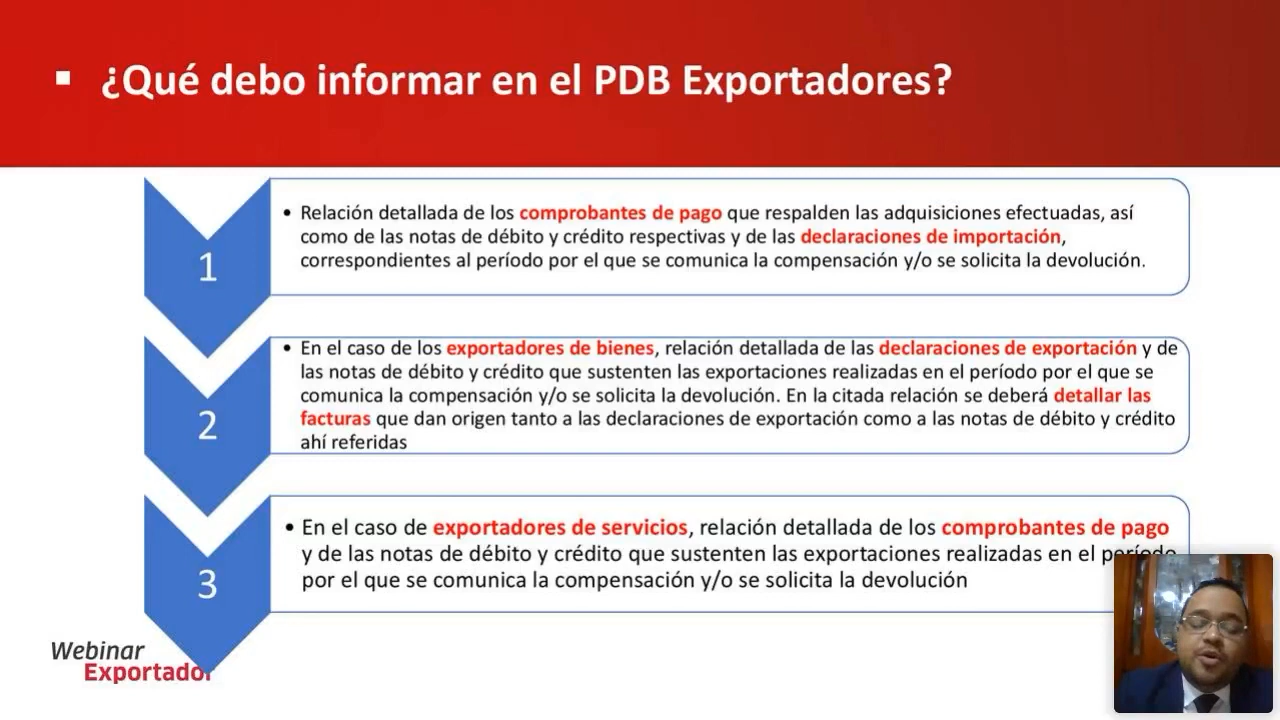 ▪ ¿Qué debo informar en el PDB Exportadores?
1
• Relación detallada de los comprobantes de pago que respalden las adquisiciones efectuadas, así
como de las notas de débito y crédito respectivas y de las declaraciones de importación,
correspondientes al período por el que se comunica la compensación y/o se solicita la devolución.
2
• En el caso de los exportadores de bienes, relación detallada de las declaraciones de exportación y de
las notas de débito y crédito que sustenten las exportaciones realizadas en el período por el que se
comunica la compensación y/o se solicita la devolución. En la citada relación se deberá detallar las
facturas que dan origen tanto a las declaraciones de exportación como a las notas de débito y crédito
ahí referidas
3
• En el caso de exportadores de servicios, relación detallada de los comprobantes de pago
y de las notas de débito y crédito que sustenten las exportaciones realizadas en el período
por el que se comunica la compensación y/o se solicita la devolución
Webinar
Exportador